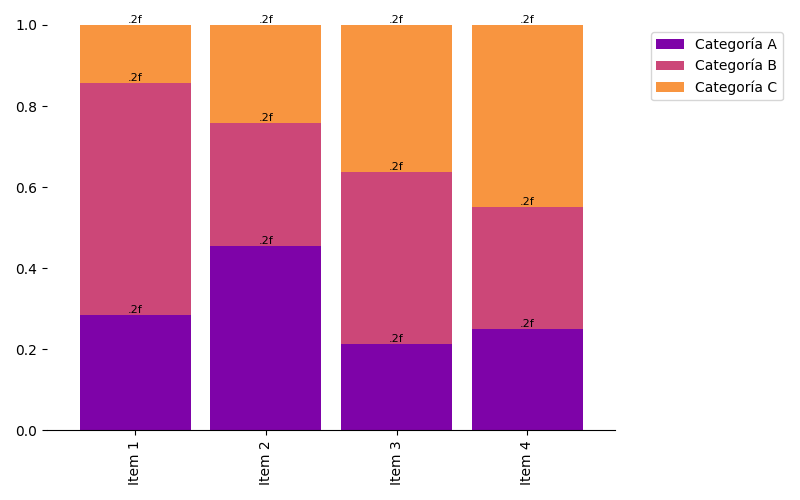 1.0
0.8
0.6
0.4
0.2
0.0
.2f
.2f
.2f
.2f
.2f
.2f
.2f
.2f
.2f
.2f
.2f
.2f
Item 1
Item 2
Item 3
Item 4
Categoría A
Categoría B
Categoría C